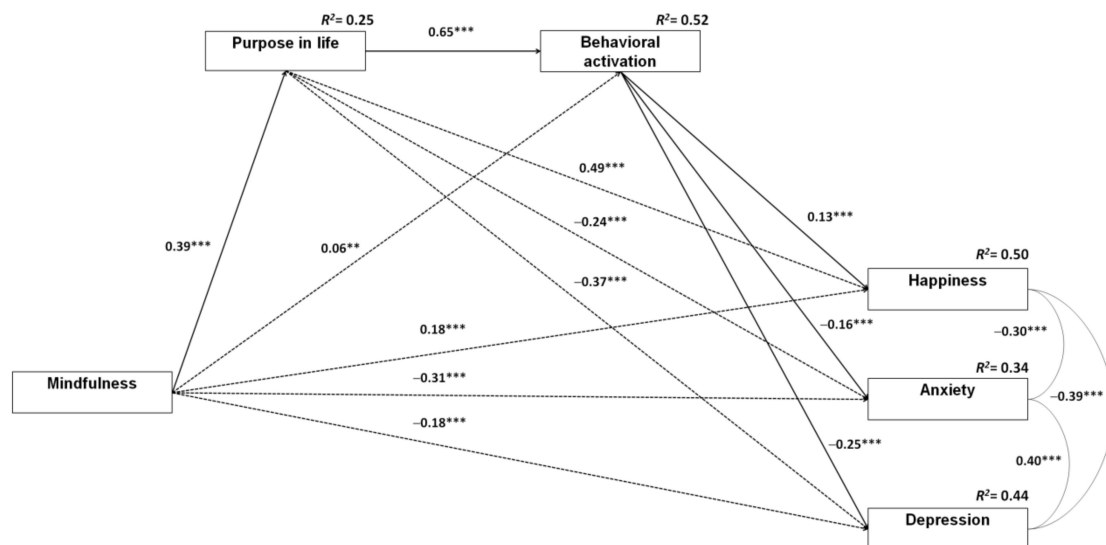 R²= 0.25
R²= 0.52
Purpose in life
0.65***
Behavioral
activation
0.49***
0.13***
−0.24***
0.39***
0.06**
R²= 0.50
−0.37***
Happiness
0.18***
−0.16***
−0.30***
R²= 0.34
Mindfulness
−0.31***
Anxiety
−0.39***
−0.18***
−0.25***
0.40***
R²= 0.44
Depression